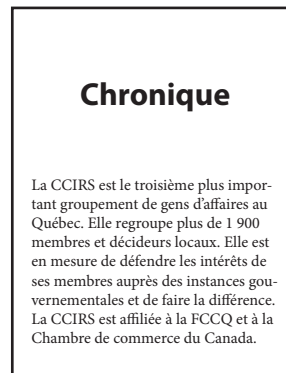 Chronique
La CCIRS est le troisième plus impor-
tant groupement de gens d'affaires au
Québec. Elle regroupe plus de 1 900
membres et décideurs locaux. Elle est
en mesure de défendre les intérêts de
ses membres auprès des instances gou-
vernementales et de faire la différence.
La CCIRS est affiliée à la FCCQ et à la
Chambre de commerce du Canada.